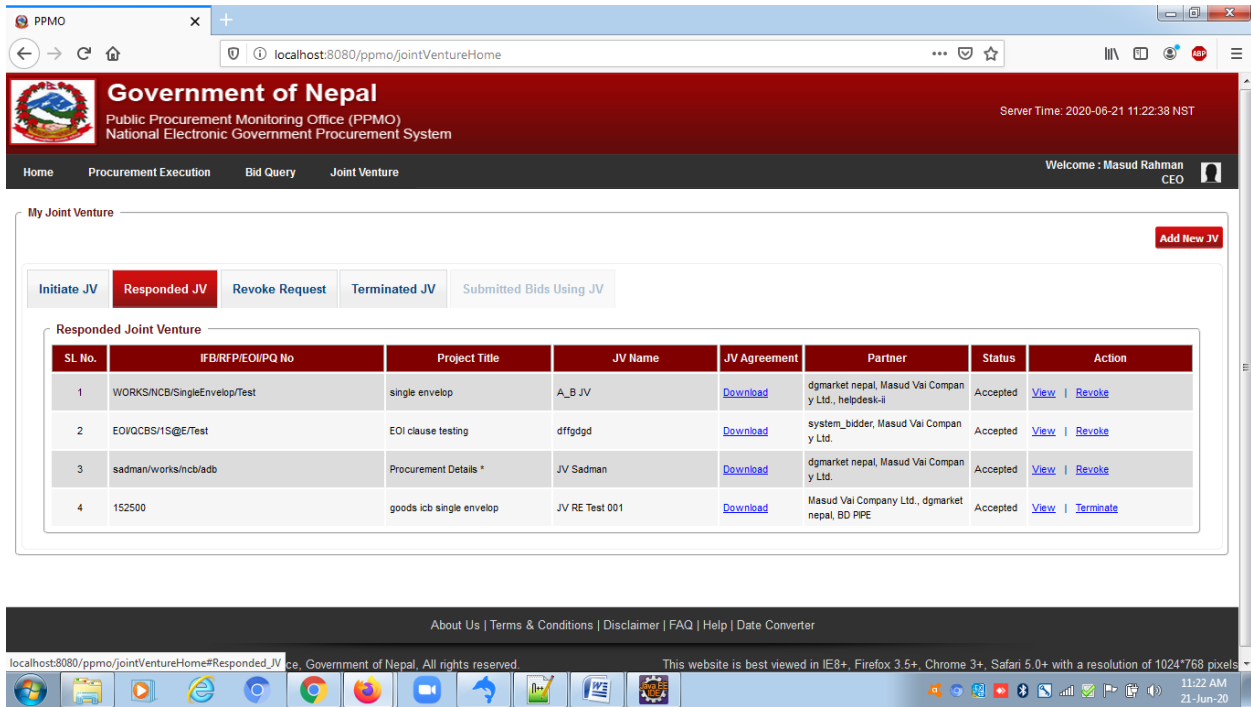 PPMO
localhost:8080/ppmo/jointVentureHome
ABP
Government of Nepal
Public Procurement Monitoring Office (PPMO)
National Electronic Government Procurement System
Server Time: 2020-06-21 11:22:38 NST
Home Procurement Execution Bid Query Joint Venture
Welcome : Masud Rahman
CEO
My Joint Venture
Add New JV
Initiate JV Responded JV Revoke Request Terminated JV Submitted Bids Using JV
Responded Joint Venture
SL No. IFB/RFP/EOI/PQ No Project Title JV Name JV Agreement Partner Status Action
1 WORKS/NCB/SingleEnvelop/Test single envelop A_B JV Download dgmarket nepal, Masud Vai Compan
y Ltd., helpdesk-ii Accepted View | Revoke
2 EOI/QCBS/1S@E/Test EOI clause testing dffgdgd Download system_bidder, Masud Vai Compan
y Ltd. Accepted View | Revoke
3 sadman/works/ncb/adb Procurement Details * JV Sadman Download dgmarket nepal, Masud Vai Compan
y Ltd. Accepted View | Revoke
4 152500 goods icb single envelop JV RE Test 001 Download Masud Vai Company Ltd., dgmarket
nepal, BD PIPE Accepted View | Terminate
About Us | Terms & Conditions | Disclaimer | FAQ | Help | Date Converter
localhost:8080/ppmo/jointVentureHome#Responded_JV ce, Government of Nepal, All rights reserved. This website is best viewed in IE8+, Firefox 3.5+, Chrome 3+, Safari 5.0+ with a resolution of 1024*768 pixels
Java EE
IDE
11:22 AM
21-Jun-20